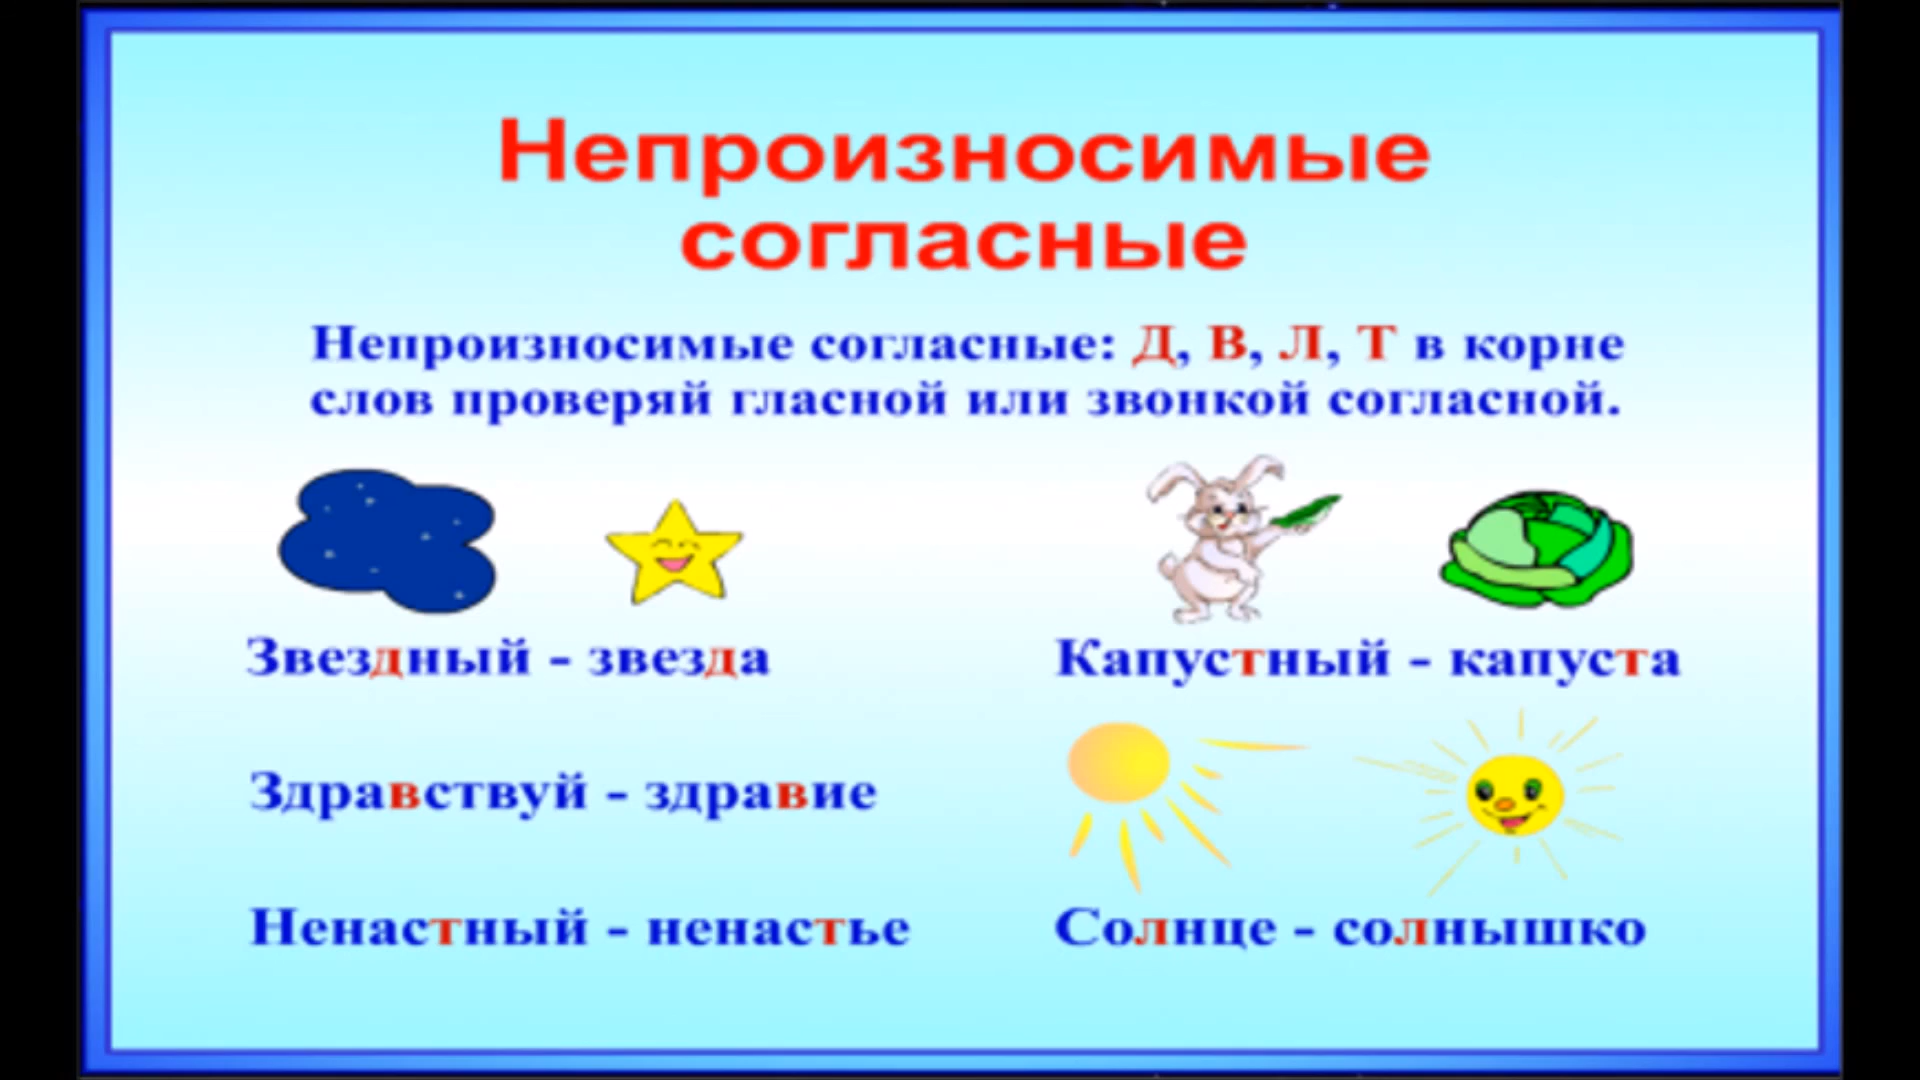 Непроизносимые
согласные
Непроизносимые согласные: Д, В, Л, Т в корне
слов проверяй гласной или звонкой согласной.
Звездный - звезда
Капустный - капуста
Здравствуй - здравие
Ненастный - ненастье
Солнце - солнышко